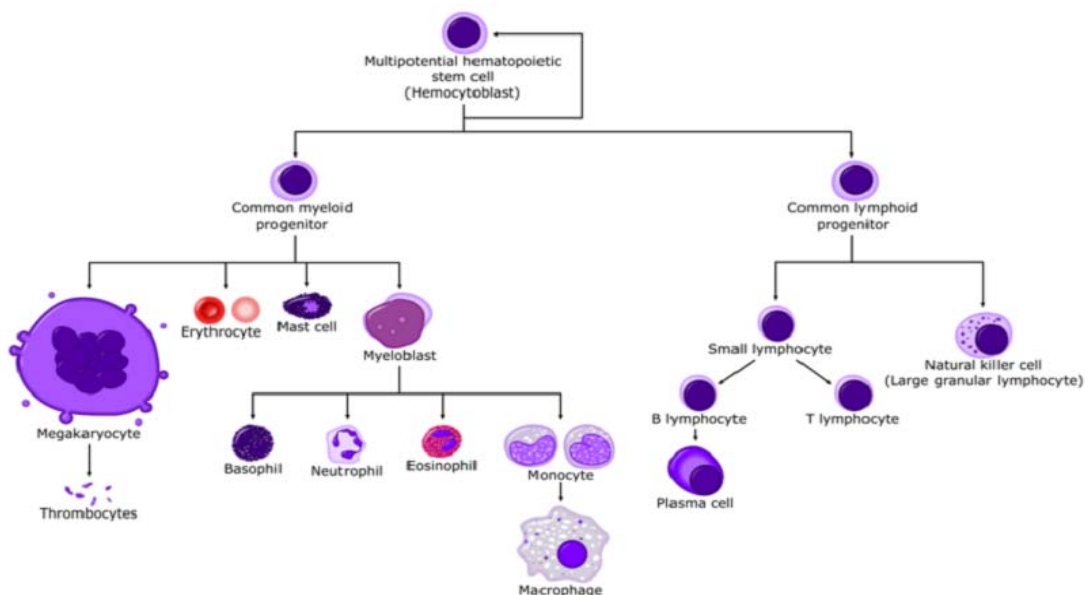 Multipotential hematopoietic
stem cell
(Hemocytoblast)
Common myeloid
progenitor
Common lymphoid
progenitor
Megakaryocyte
Erythrocyte
Mast cell
Myeloblast
Small lymphocyte
Natural killer cell
(Large granular lymphocyte)
B lymphocyte
T lymphocyte
Basophil
Neutrophil
Eosinophil
Monocyte
Plasma cell
Thrombocytes
Macrophage